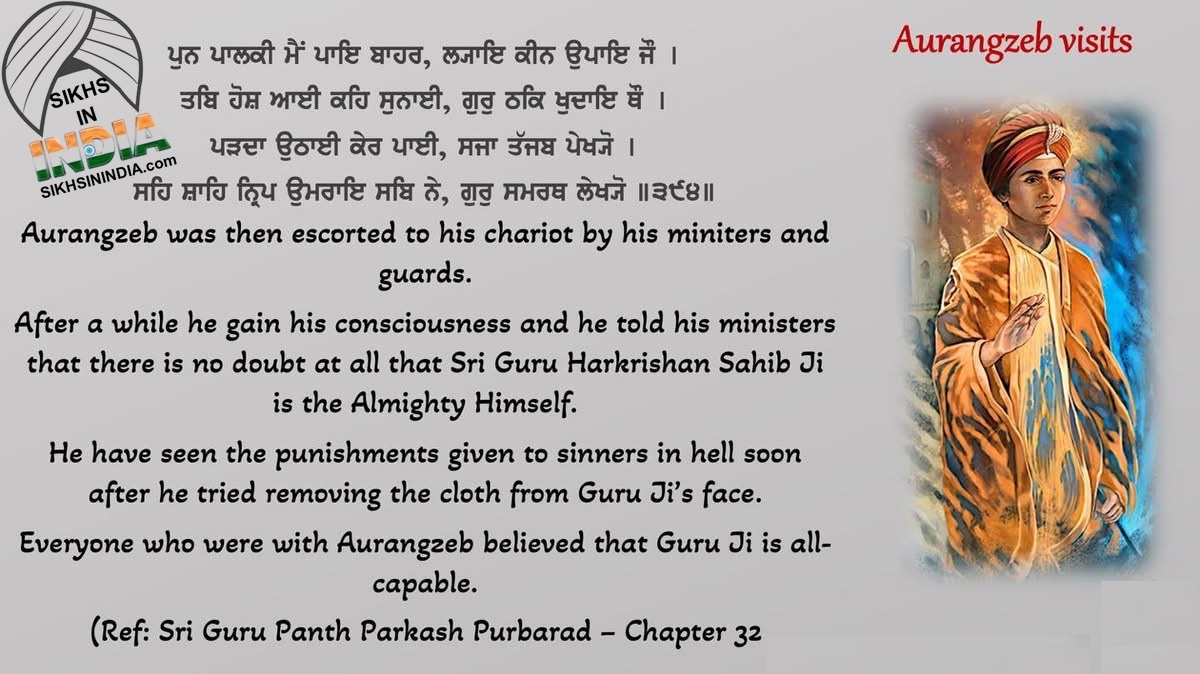 SIKHS
IN
INDIA
SIKHSININDIA.com
Aurangzeb visits
ਪੁਨ ਪਾਲਕੀ ਮੈਂ ਪਾਇ ਬਾਹਰ, ਲ੍ਯਾਇ ਕੀਨ ਉਪਾਇ ਜੌ ।
ਤਬਿ ਹੋਸ਼ ਆਈ ਕਹਿ ਸੁਨਾਈ, ਗੁਰੁ ਠਕਿ ਖੁਦਾਇ ਥੌ ।
ਪੜਦਾ ਉਠਾਈ ਕੇਰ ਪਾਈ, ਸਜਾ ਤੱਜਬ ਪੇਖ੍ਯੋ ।
ਸਹਿ ਸ਼ਾਹਿ ਨ੍ਰਿਪ ਉਮਰਾਇ ਸਬਿ ਨੇ, ਗੁਰੁ ਸਮਰਥ ਲੇਖ੍ਯੋ ॥੩੯੪॥
Aurangzeb was then escorted to his chariot by his miniters and
guards.
After a while he gain his consciousness and he told his ministers
that there is no doubt at all that Sri Guru Harkrishan Sahib Ji
is the Almighty Himself.
He have seen the punishments given to sinners in hell soon
after he tried removing the cloth from Guru Ji’s face.
Everyone who were with Aurangzeb believed that Guru Ji is all-
capable.
(Ref: Sri Guru Panth Parkash Purbarad – Chapter 32